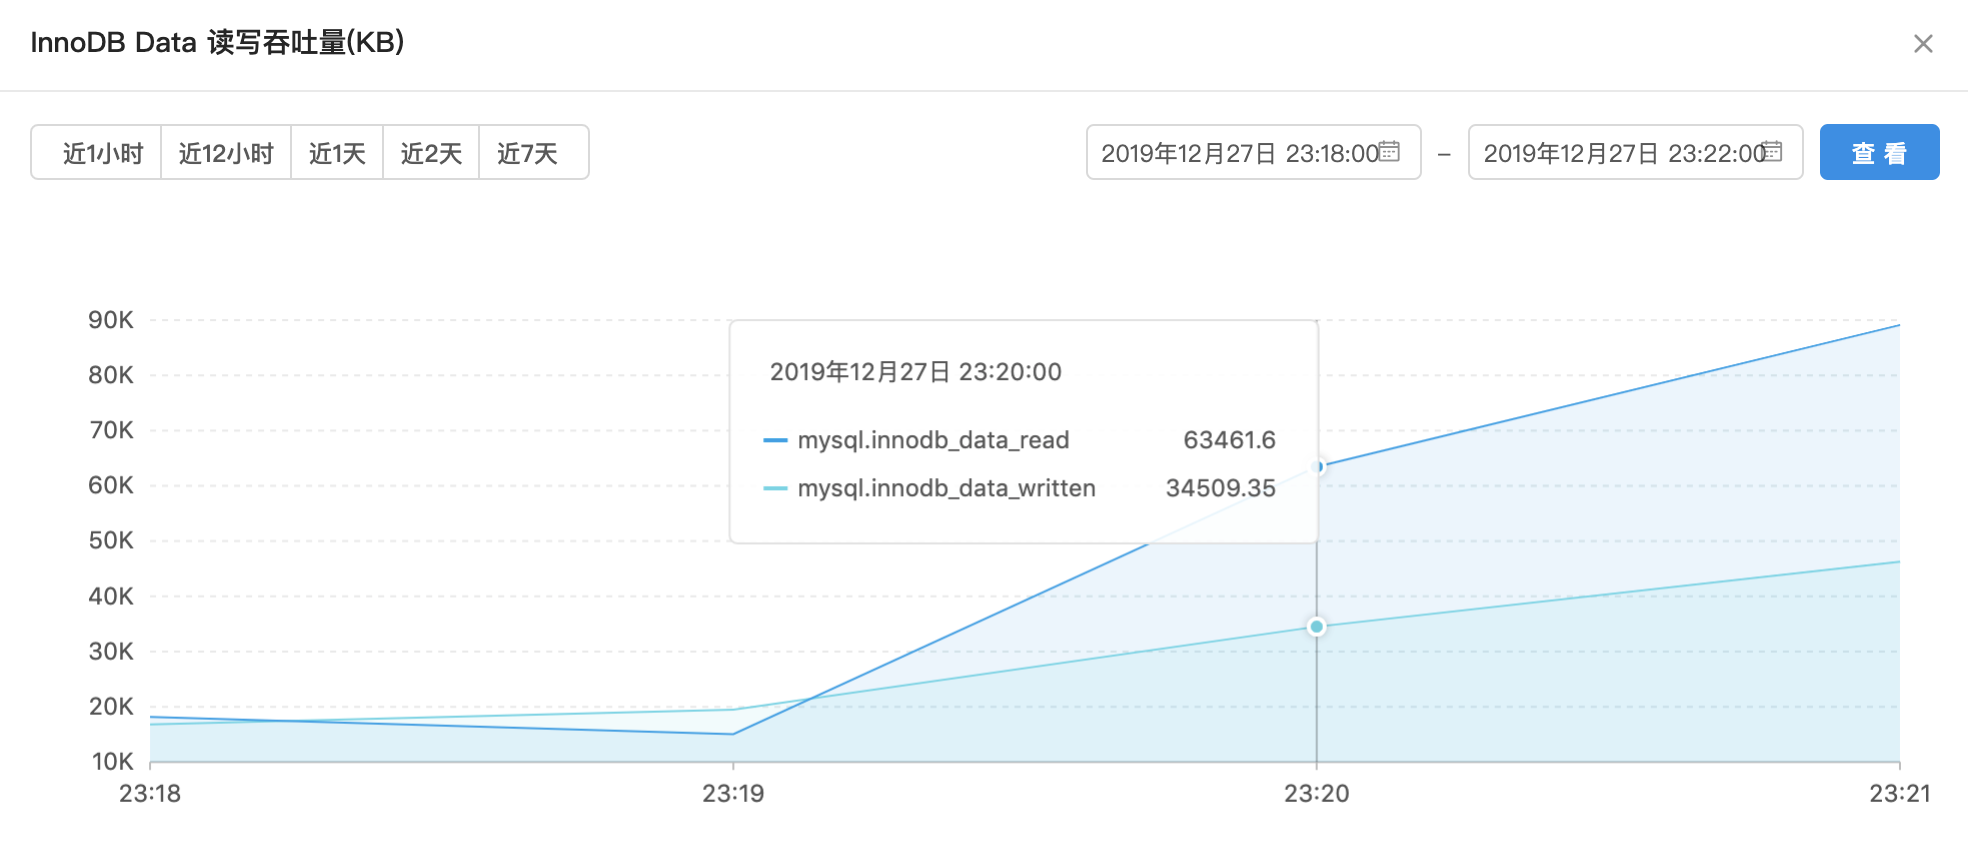 InnoDB Data 读写吞吐量(KB)
近1小时 近12小时 近1天 近2天 近7天 2019年12月27日 23:18:00 – 2019年12月27日 23:22:00 查 看
90K
80K
70K
60K
50K
40K
30K
20K
10K
2019年12月27日 23:20:00
mysql.innodb_data_read 63461.6
mysql.innodb_data_written 34509.35
23:18 23:19 23:20 23:21